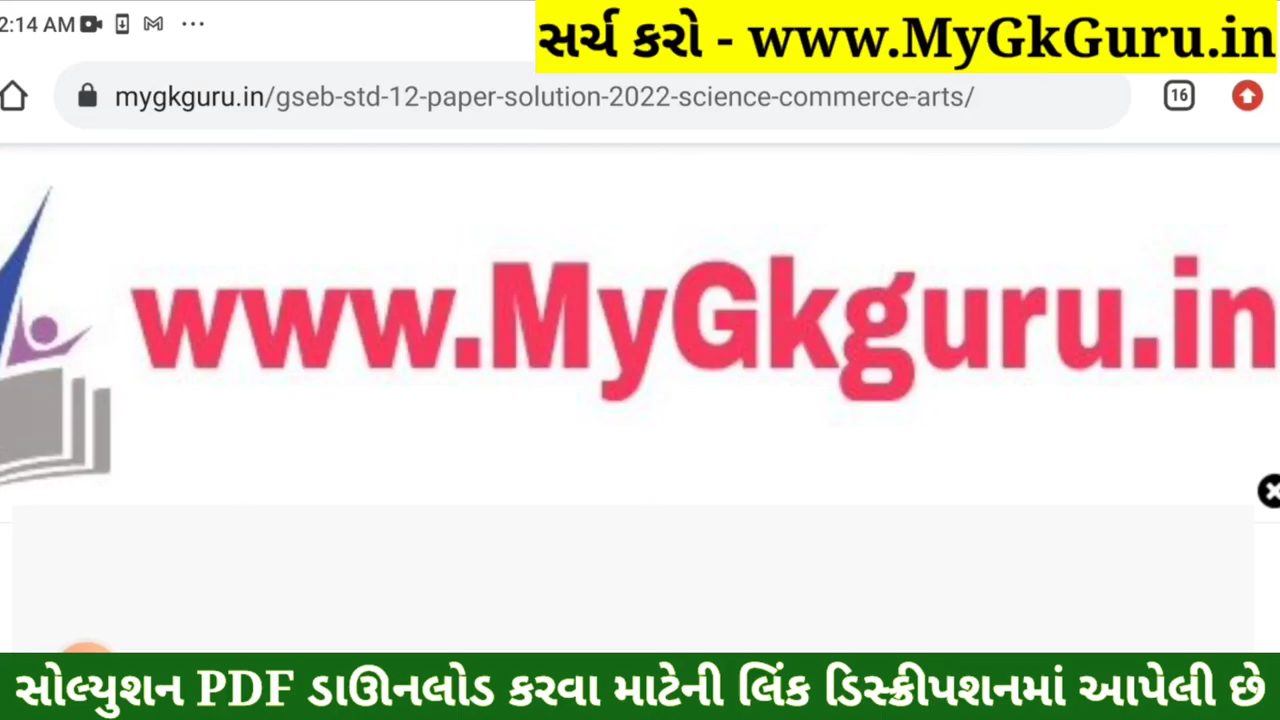 2:14 AM
સર્ચ કરો - www.MyGkGuru.in
mygkguru.in/gseb-std-12-paper-solution-2022-science-commerce-arts/
16
www.MyGkguru.in
સોલ્યુશન PDF ડાઊનલોડ કરવા માટેની લિંક ડિસ્ક્રીપશનમાં આપેલી છે